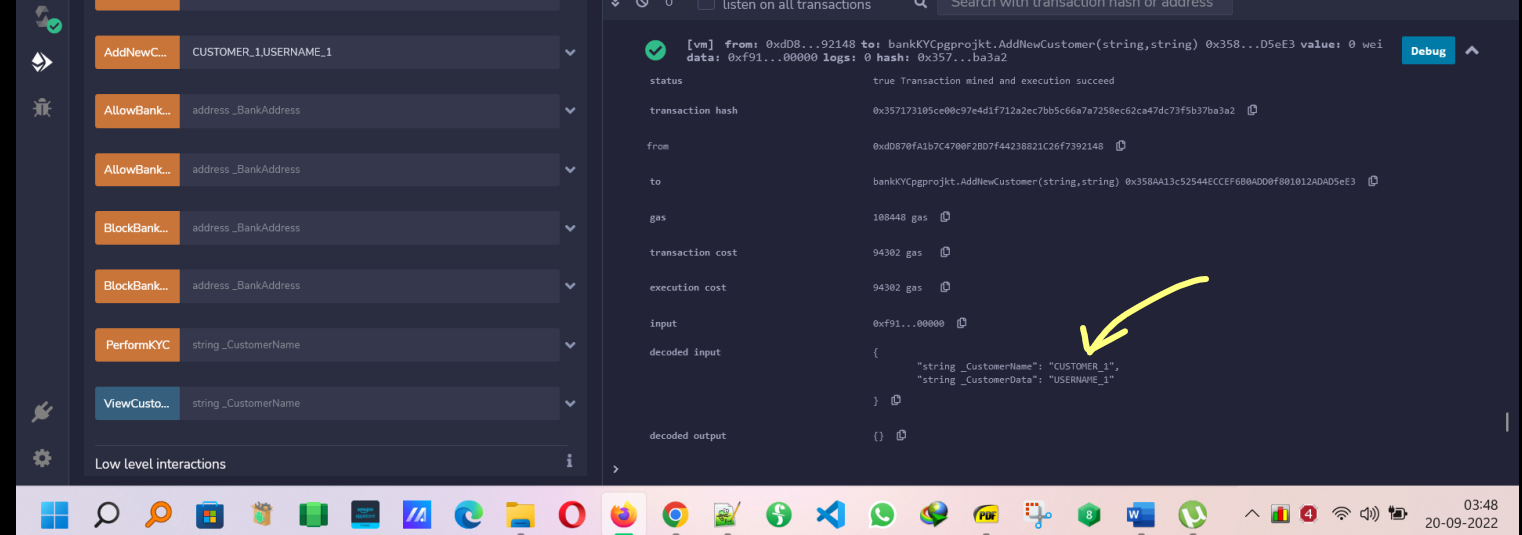 0 listen on all transactions Search with transaction hash or address
AddNewC... CUSTOMER_1,USERNAME_1
AllowBank... address _BankAddress
AllowBank... address _BankAddress
BlockBank... address _BankAddress
BlockBank... address _BankAddress
PerformKYC string _CustomerName
ViewCusto... string _CustomerName
Low level interactions
[vm] from: 0xdD8...92148 to: bankKYCpgprojkt.AddNewCustomer(string,string) 0x358...D5eE3 value: 0 wei
data: 0xf91...00000 logs: 0 hash: 0x357...ba3a2
Debug
status true Transaction mined and execution succeed
transaction hash 0x357173105ce00c97e4d1f712a2ec7bb5c66a7a7258ec62ca47dc73f5b37ba3a2
from 0xdD870fA1b7C4700F2BD7f44238821C26f7392148
to bankKYCpgprojkt.AddNewCustomer(string,string) 0x358AA13c52544ECCEF6B0ADD0f801012ADAD5eE3
gas 108448 gas
transaction cost 94302 gas
execution cost 94302 gas
input 0xf91...00000
decoded input {
"string _CustomerName": "CUSTOMER_1",
"string _CustomerData": "USERNAME_1"
}
decoded output {}
>
PDF
8
4
03:48
20-09-2022